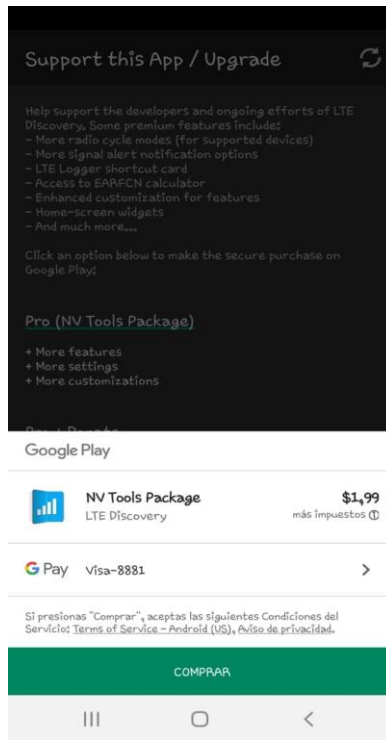 Support this App / Upgrade
Help support the developers and ongoing efforts of LTE
Discovery, Some premium features include:
- More radio cycle modes (for supported devices)
- More signal alert notification options
- LTE Logger shortcut card
- Access to EARFCN calculator
- Enhanced customization for features
- Home-screen widgets
- And much more...
Click an option below to make the secure purchase on
Google Play:
Pro (NV Tools Package)
+ More features
+ More settings
+ More customizations
Pro + Donate
Google Play
NV Tools Package
$1,99
LTE Discovery
más impuestos
G Pay Visa-8881
Si presionas "Comprar", aceptas las siguientes Condiciones del
Servicio: Terms of Service - Android (US), Aviso de privacidad.
COMPRAR